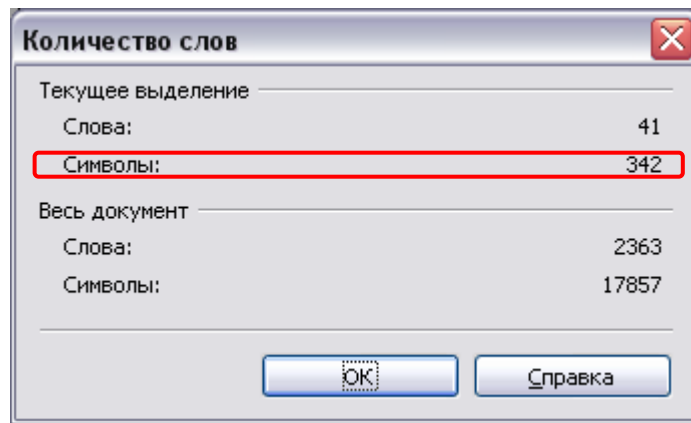 Количество слов
Текущее выделение
Слова: 41
Символы: 342
Весь документ
Слова: 2363
Символы: 17857
ОК Справка